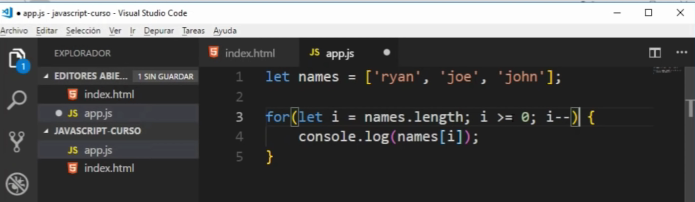 ● app.js - javascript-curso - Visual Studio Code
Archivo Editar Selección Ver Ir Depurar Tareas Ayuda
EXPLORADOR
index.html JS app.js ●
EDITORES ABIE... 1 SIN GUARDAR
index.html
● JS app.js
JAVASCRIPT-CURSO
JS app.js
index.html
1
1 let names = ['ryan', 'joe', 'john'];
2
3 for(let i = names.length; i >= 0; i--) {
4 console.log(names[i]);
5 }